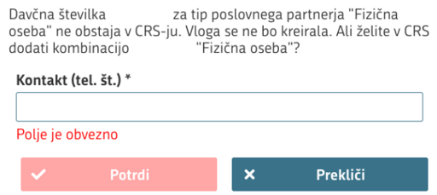 Davčna številka za tip poslovnega partnerja "Fizična
oseba" ne obstaja v CRS-ju. Vloga se ne bo kreirala. Ali želite v CRS
dodati kombinacijo "Fizična oseba"?
Kontakt (tel. št.) *
Polje je obvezno
Potrdi Prekliči